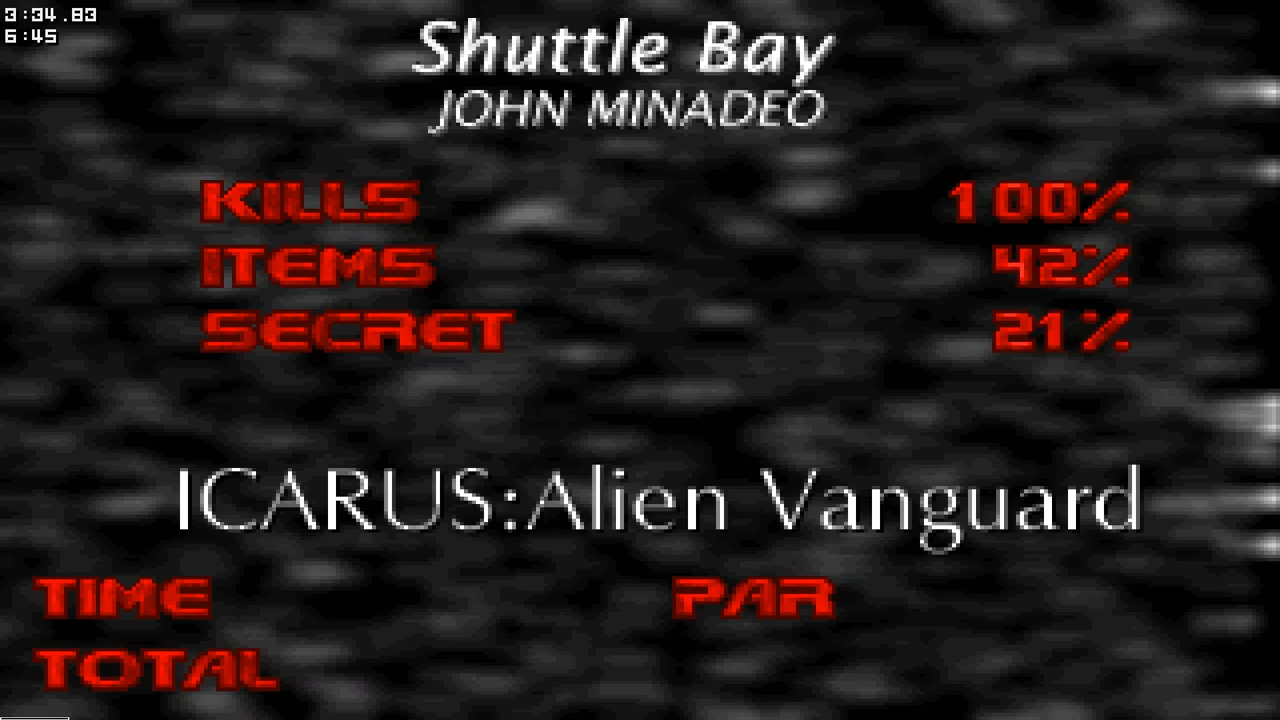 3:34.83
6:45
Shuttle Bay
JOHN MINADEO
KILLS 100%
ITEMS 42%
SECRET 21%
ICARUS:Alien Vanguard
TIME PAR
TOTAL